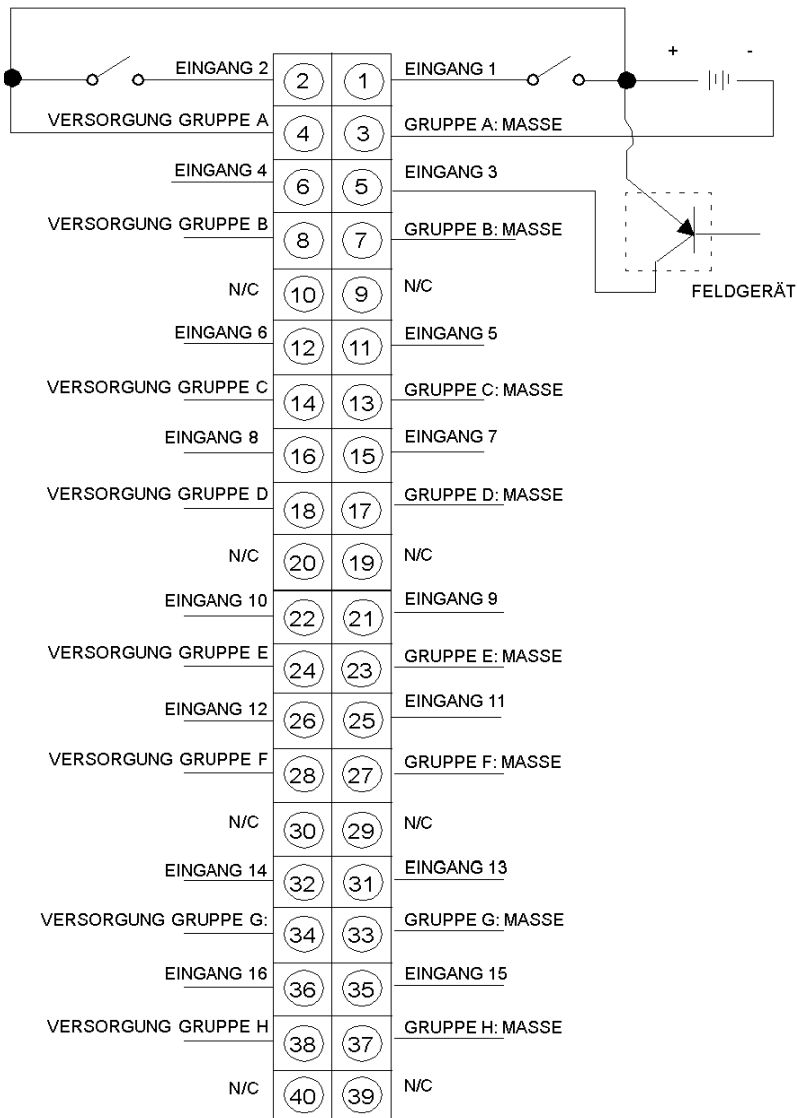 + -
EINGANG 2 2 1 EINGANG 1
VERSORGUNG GRUPPE A 4 3 GRUPPE A: MASSE
EINGANG 4 6 5 EINGANG 3
VERSORGUNG GRUPPE B 8 7 GRUPPE B: MASSE
FELDGERÄT
N/C 10 9 N/C
EINGANG 6 12 11 EINGANG 5
VERSORGUNG GRUPPE C 14 13 GRUPPE C: MASSE
EINGANG 8 16 15 EINGANG 7
VERSORGUNG GRUPPE D 18 17 GRUPPE D: MASSE
N/C 20 19 N/C
EINGANG 10 22 21 EINGANG 9
VERSORGUNG GRUPPE E 24 23 GRUPPE E: MASSE
EINGANG 12 26 25 EINGANG 11
VERSORGUNG GRUPPE F 28 27 GRUPPE F: MASSE
N/C 30 29 N/C
EINGANG 14 32 31 EINGANG 13
VERSORGUNG GRUPPE G: 34 33 GRUPPE G: MASSE
EINGANG 16 36 35 EINGANG 15
VERSORGUNG GRUPPE H 38 37 GRUPPE H: MASSE
N/C 40 39 N/C